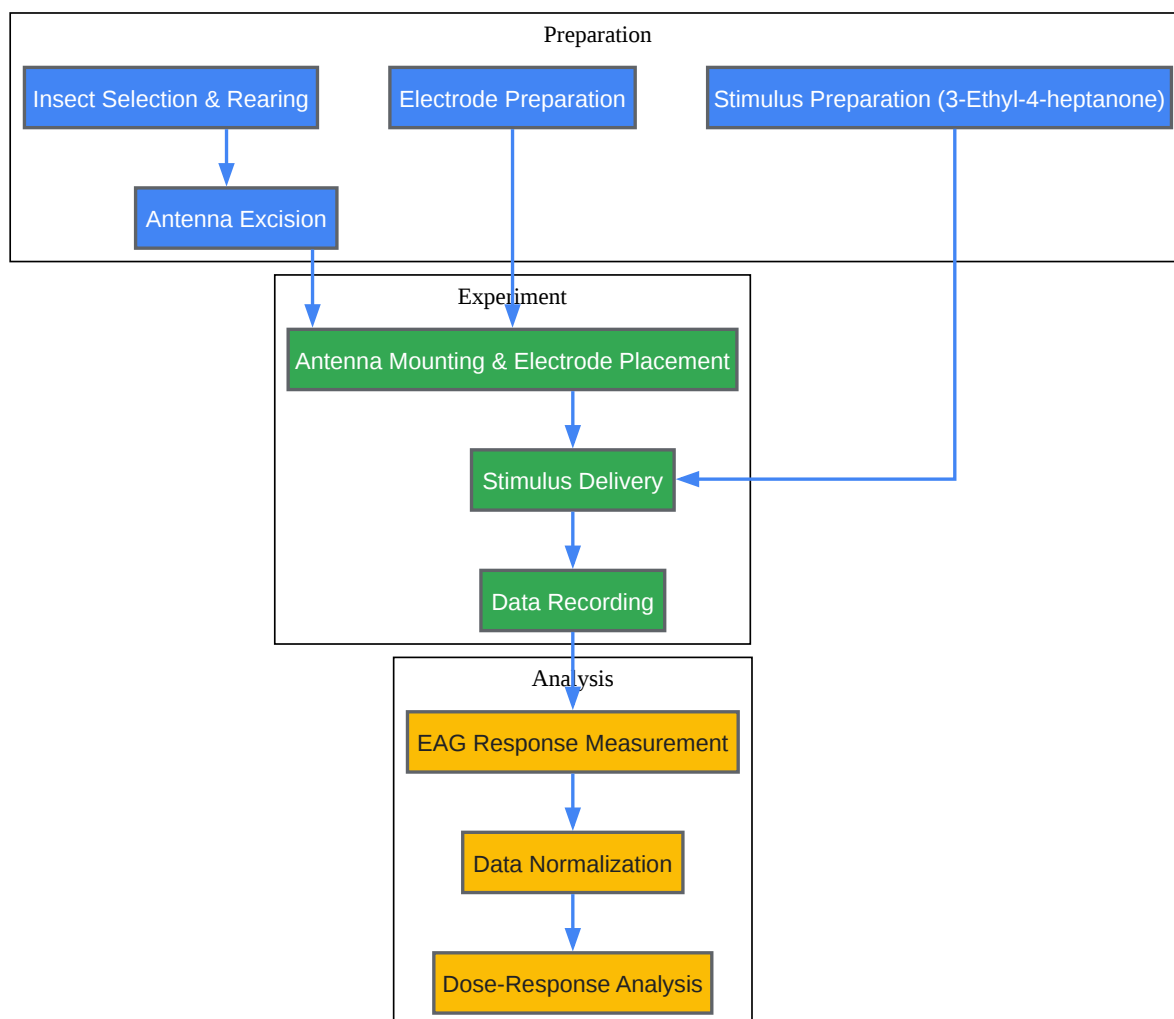 Preparation
Insect Selection & Rearing
Electrode Preparation
Stimulus Preparation (3-Ethyl-4-heptanone)
Antenna Excision
Experiment
Antenna Mounting & Electrode Placement
Stimulus Delivery
Data Recording
Analysis
EAG Response Measurement
Data Normalization
Dose-Response Analysis